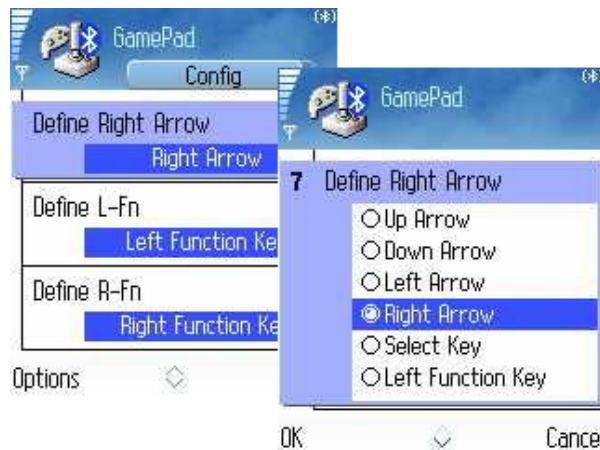 GamePad
Config
Define Right Arrow
Right Arrow
Define L-Fn
Left Function Ke
Define R-Fn
Right Function Ke
Options
GamePad
7 Define Right Arrow
Up Arrow
Down Arrow
Left Arrow
Right Arrow
Select Key
Left Function Key
OK
Cance